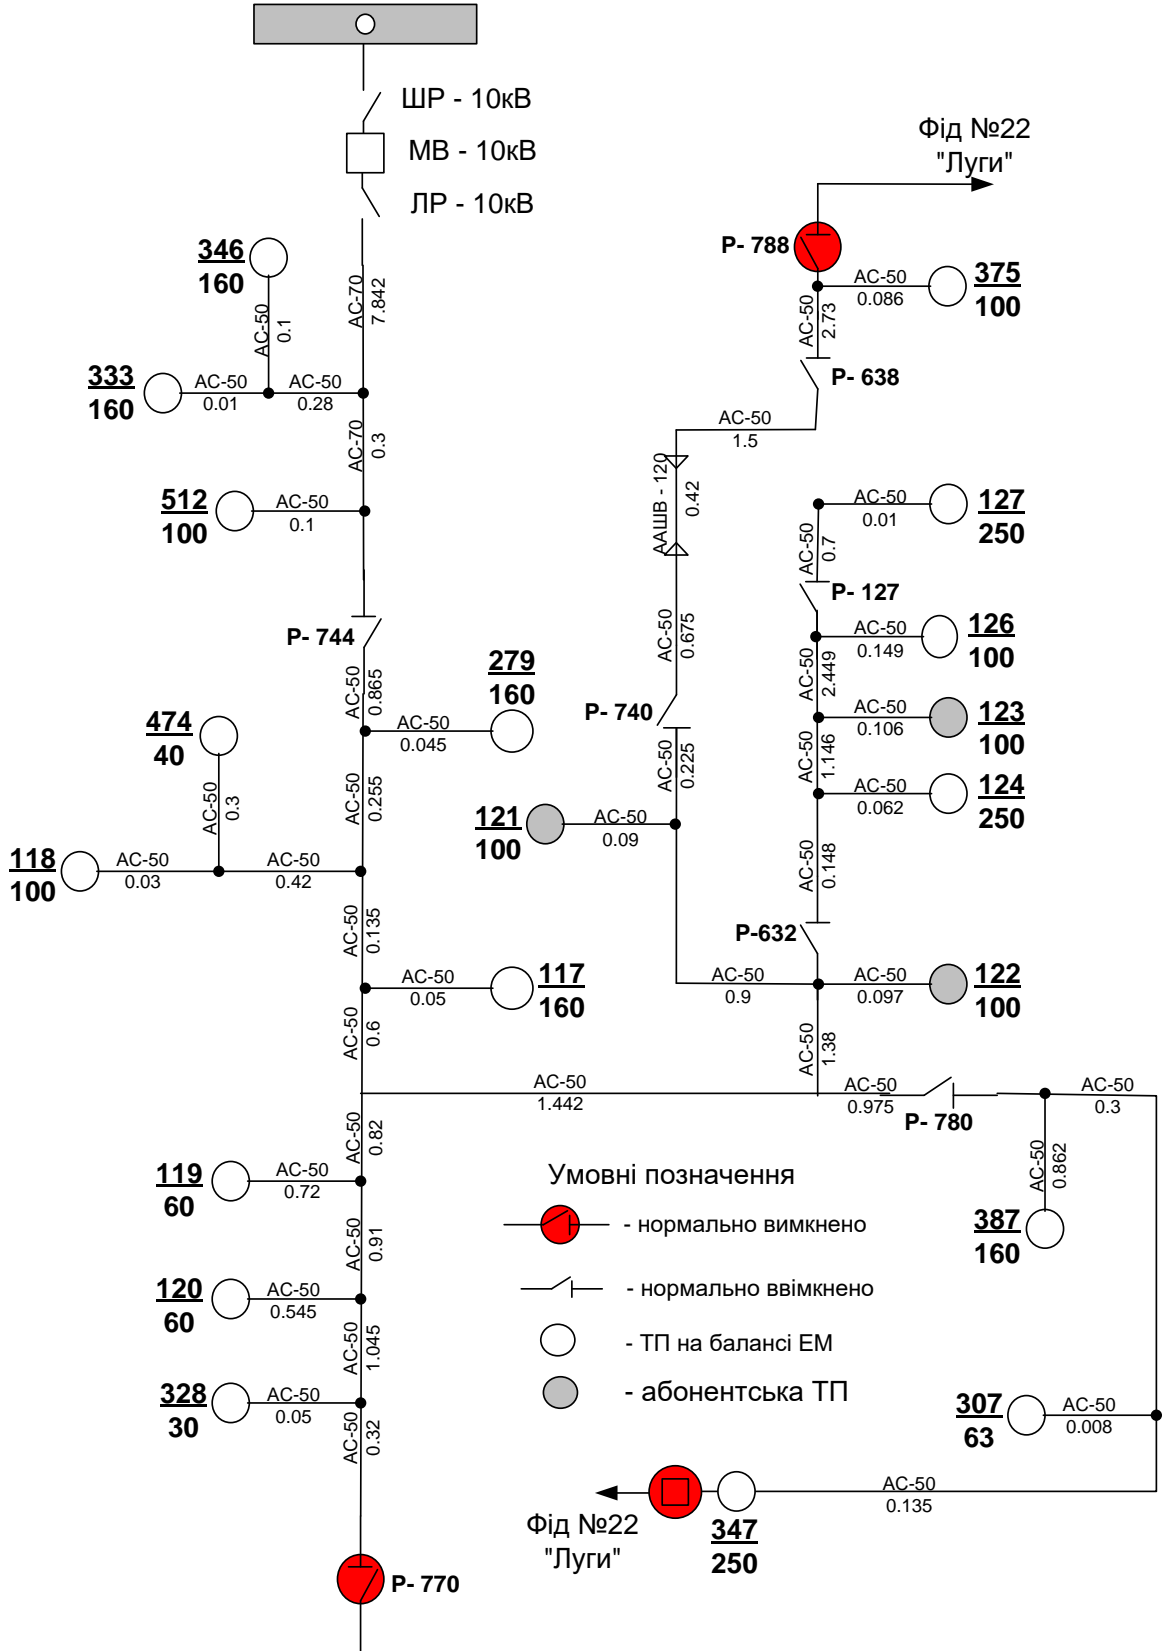 ШР - 10кВ
МВ - 10кВ
ЛР - 10кВ
Фід №22
"Луги"
Р- 788
АС-50
0.086
375
100
АС-50
2.73
Р- 638
АС-50
1.5
ААШВ - 120
0.42
346
160
АС-50
0.1
АС-70
7.842
333
160
АС-50
0.01
АС-50
0.28
АС-70
0.3
512
100
АС-50
0.1
Р- 744
АС-50
0.865
279
160
АС-50
0.045
474
40
АС-50
0.3
АС-50
0.255
118
100
АС-50
0.03
АС-50
0.42
АС-50
0.135
АС-50
0.05
117
160
АС-50
0.6
АС-50
0.675
Р- 740
АС-50
0.225
121
100
АС-50
0.09
АС-50
0.01
127
250
АС-50
0.7
Р- 127
АС-50
0.149
126
100
АС-50
2.449
АС-50
0.106
123
100
АС-50
1.146
АС-50
0.062
124
250
АС-50
0.148
Р-632
АС-50
0.9
АС-50
0.097
122
100
АС-50
1.38
АС-50
1.442
АС-50
0.975
Р- 780
АС-50
0.3
АС-50
0.862
387
160
АС-50
0.82
119
60
АС-50
0.72
АС-50
0.91
120
60
АС-50
0.545
АС-50
1.045
328
30
АС-50
0.05
АС-50
0.32
Р- 770
Умовні позначення
- нормально вимкнено
- нормально ввімкнено
- ТП на балансі ЕМ
- абонентська ТП
307
63
АС-50
0.008
АС-50
0.135
347
250
Фід №22
"Луги"